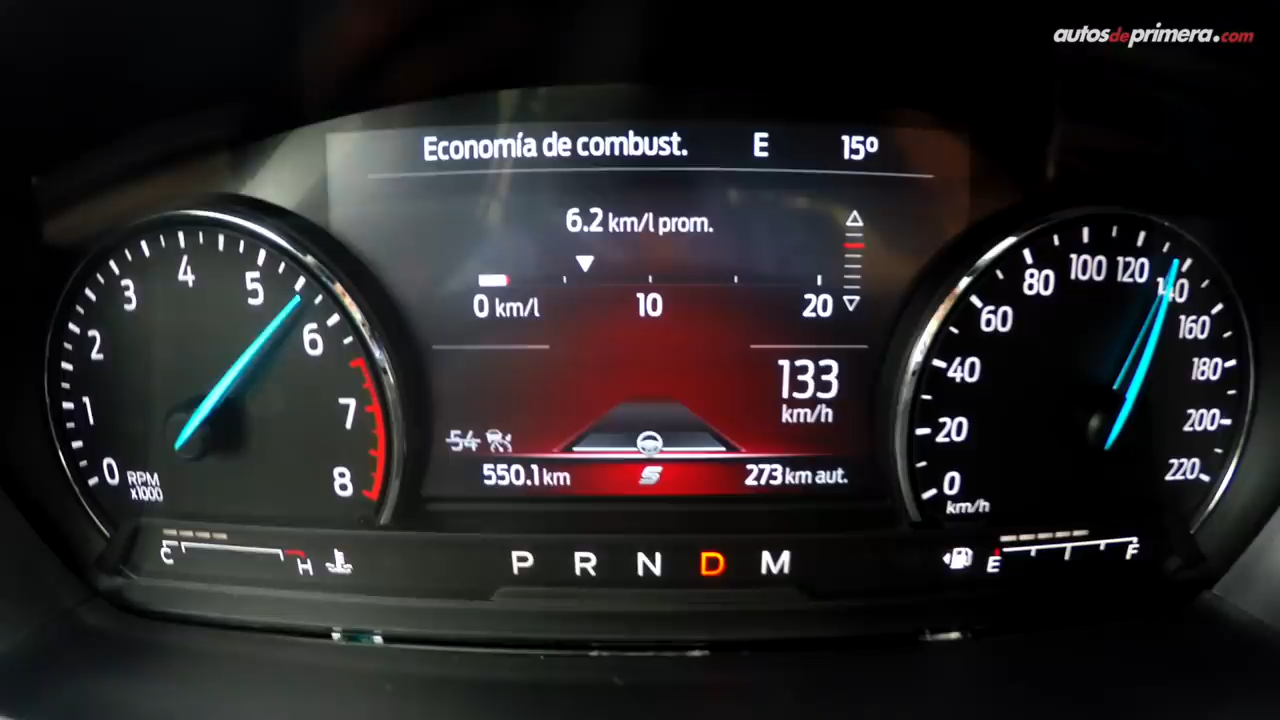 autosdeprimera.com
Economía de combust. E 15º
6.2 km/l prom.
0 km/l 10 20
133
km/h
54
550.1 km S 273 km aut.
0 1 2 3 4 5 6 7 8
RPM
x1000
0 20 40 60 80 100 120 140 160 180 200 220
km/h
C H
P R N D M
E F